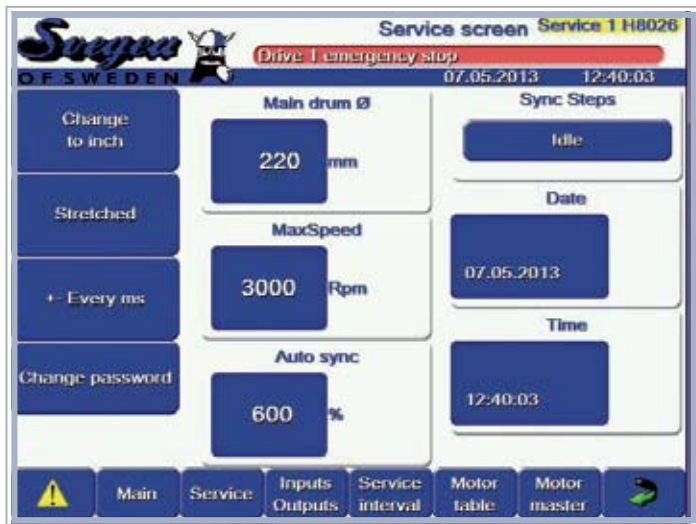 Svegea
OF SWEDEN
Service screen
Service 1 H8026
Drive 1 emergency stop
07.05.2013 12:40:03
Change
to inch
Stretched
+- Every ms
Change password
Main drum Ø
220 mm
MaxSpeed
3000 Rpm
Auto sync
600 %
Sync Steps
Idle
Date
07.05.2013
Time
12:40:03
Main
Service
Inputs
Outputs
Service
interval
Motor
table
Motor
master